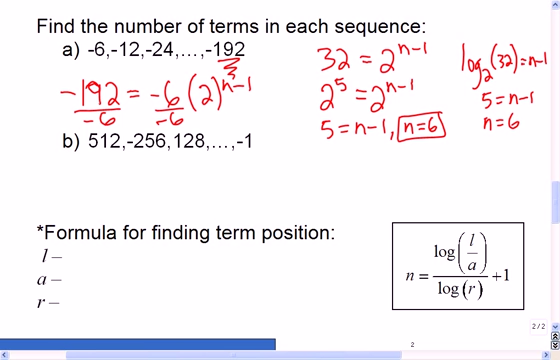 Find the number of terms in each sequence:
a) -6, -12, -24, ..., -192
-192 = -6 (2)^{n-1}
-6 -6
32 = 2^{n-1}
2^5 = 2^{n-1}
5 = n-1, n=6
log_2 (32) = n-1
5 = n-1
n = 6
b) 512, -256, 128, ..., -1
*Formula for finding term position:
l –
a –
r –
n = log(l/a) / log(r) + 1
2 / 2
2